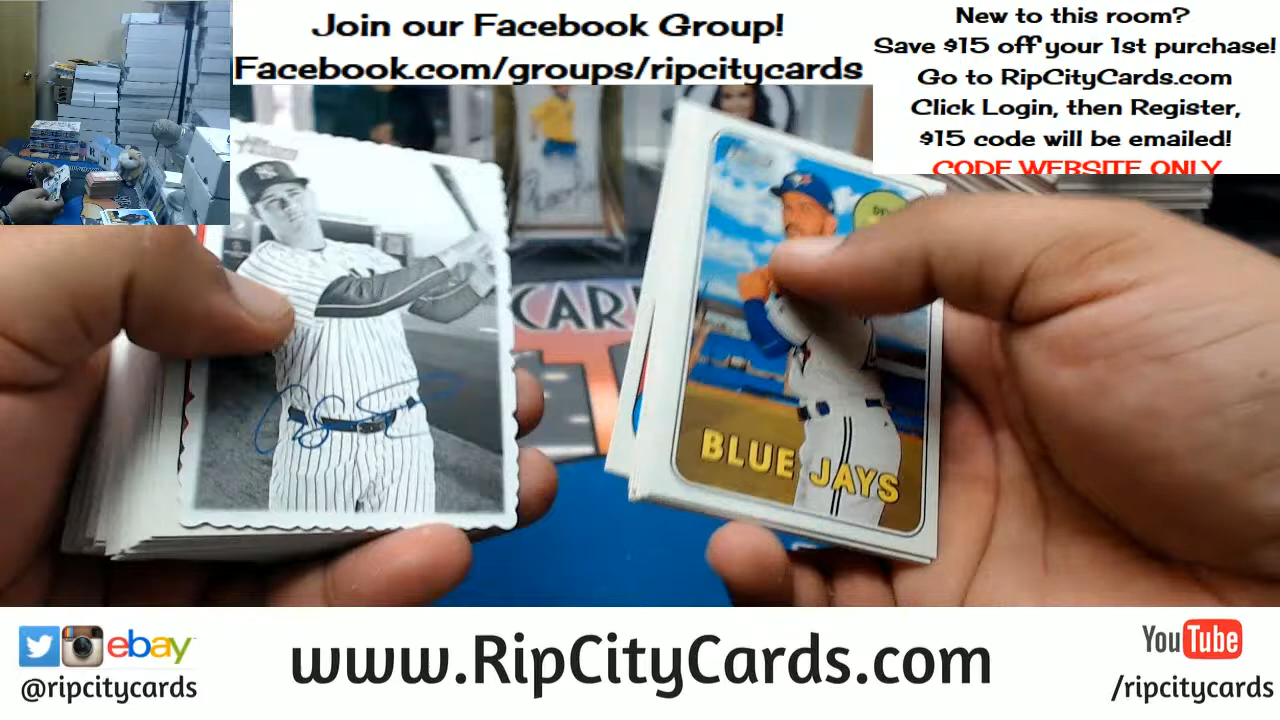 Join our Facebook Group!
Facebook.com/groups/ripcitycards
New to this room?
Save $15 off your 1st purchase!
Go to RipCityCards.com
Click Login, then Register,
$15 code will be emailed!
CODE WEBSITE ONLY
CAR
BLUE JAYS
ebay
@ripcitycards
www.RipCityCards.com
YouTube
/ripcitycards